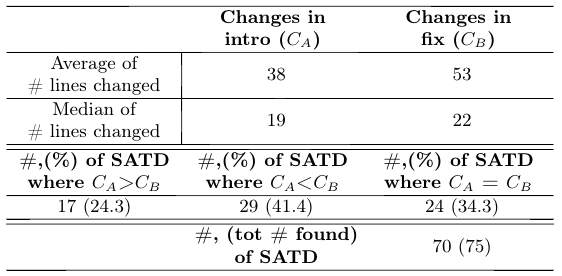 Changes in Changes in
intro (C_A) fix (C_B)
Average of
# lines changed 38 53
Median of
# lines changed 19 22
#,(%) of SATD #,(%) of SATD #,(%) of SATD
where C_A>C_B where C_A<C_B where C_A = C_B
17 (24.3) 29 (41.4) 24 (34.3)
#, (tot # found)
of SATD 70 (75)